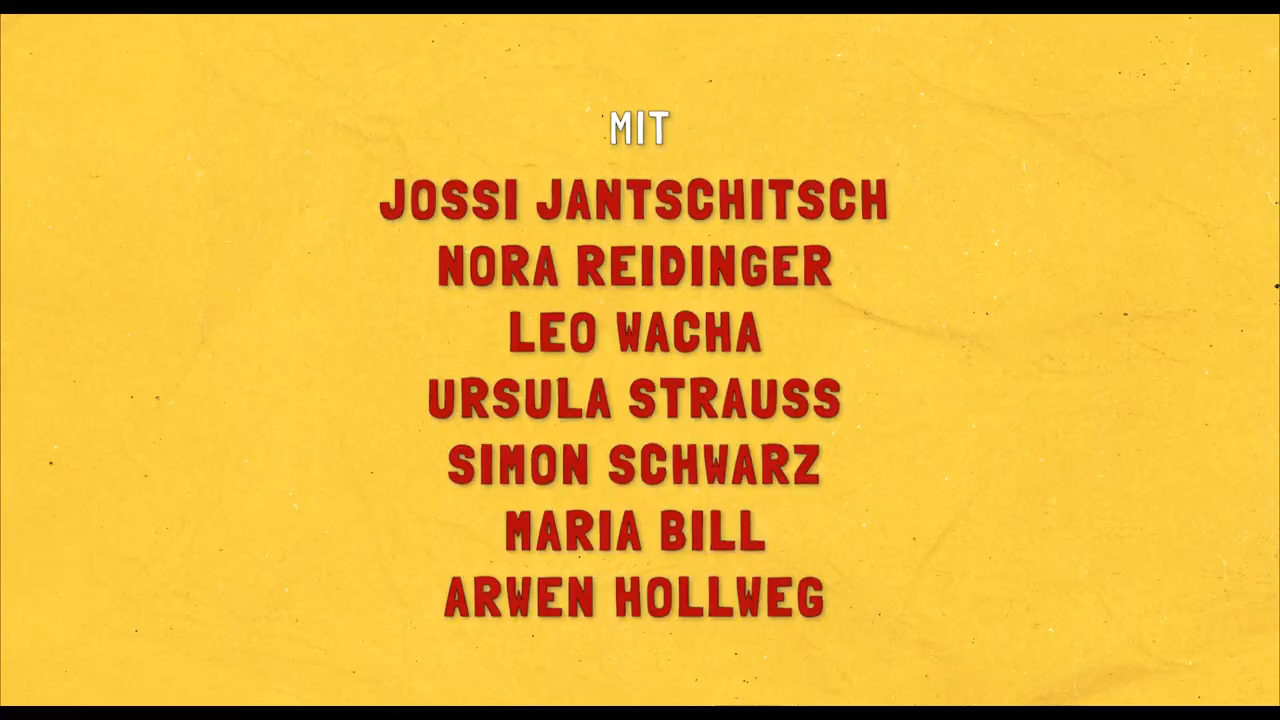 MIT
JOSSI JANTSCHITSCH
NORA REIDINGER
LEO WACHA
URSULA STRAUSS
SIMON SCHWARZ
MARIA BILL
ARWEN HOLLWEG